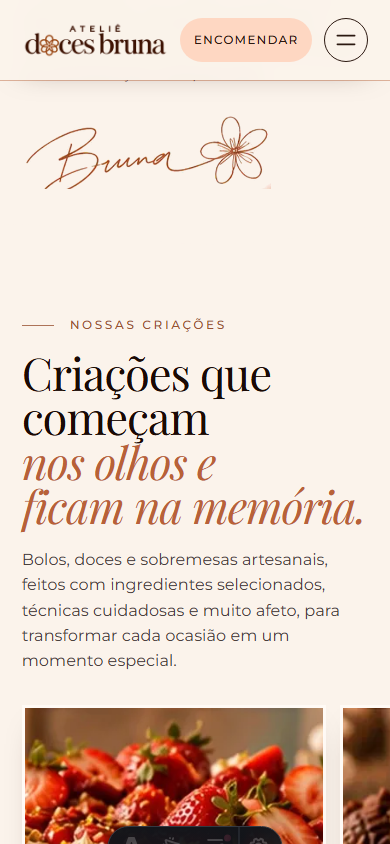 ATELIÊ
doces bruna
ENCOMENDAR
Bruna
NOSSAS CRIAÇÕES
Criações que
começam
nos olhos e
ficam na memória.
Bolos, doces e sobremesas artesanais,
feitos com ingredientes selecionados,
técnicas cuidadosas e muito afeto, para
transformar cada ocasião em um
momento especial.